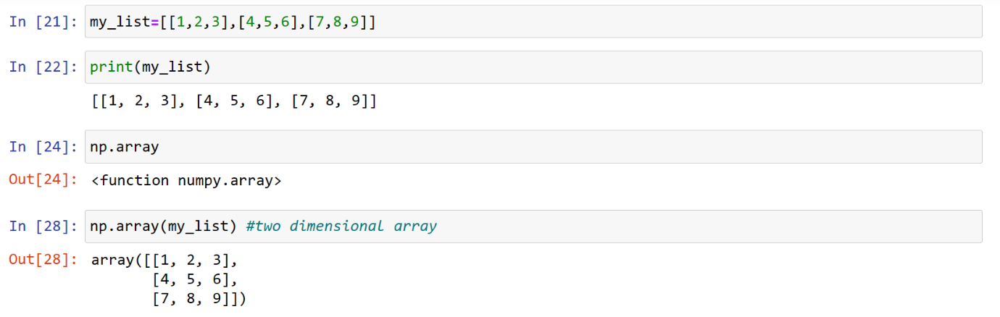 In [21]: my_list=[[1,2,3],[4,5,6],[7,8,9]]
In [22]: print(my_list)
[[1, 2, 3], [4, 5, 6], [7, 8, 9]]
In [24]: np.array
Out[24]: <function numpy.array>
In [28]: np.array(my_list) #two dimensional array
Out[28]: array([[1, 2, 3],
[4, 5, 6],
[7, 8, 9]])